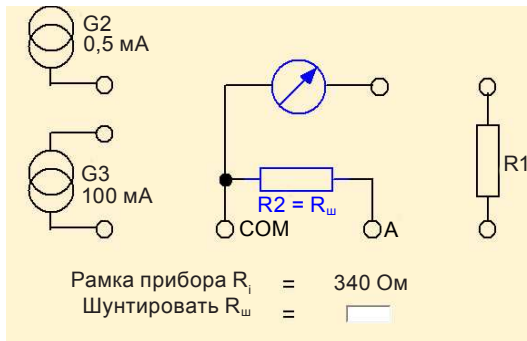 G2
0,5 мА
G3
100 мА
R1
R2 = Rш
COM
A
Рамка прибора Ri = 340 Ом
Шунтировать Rш =